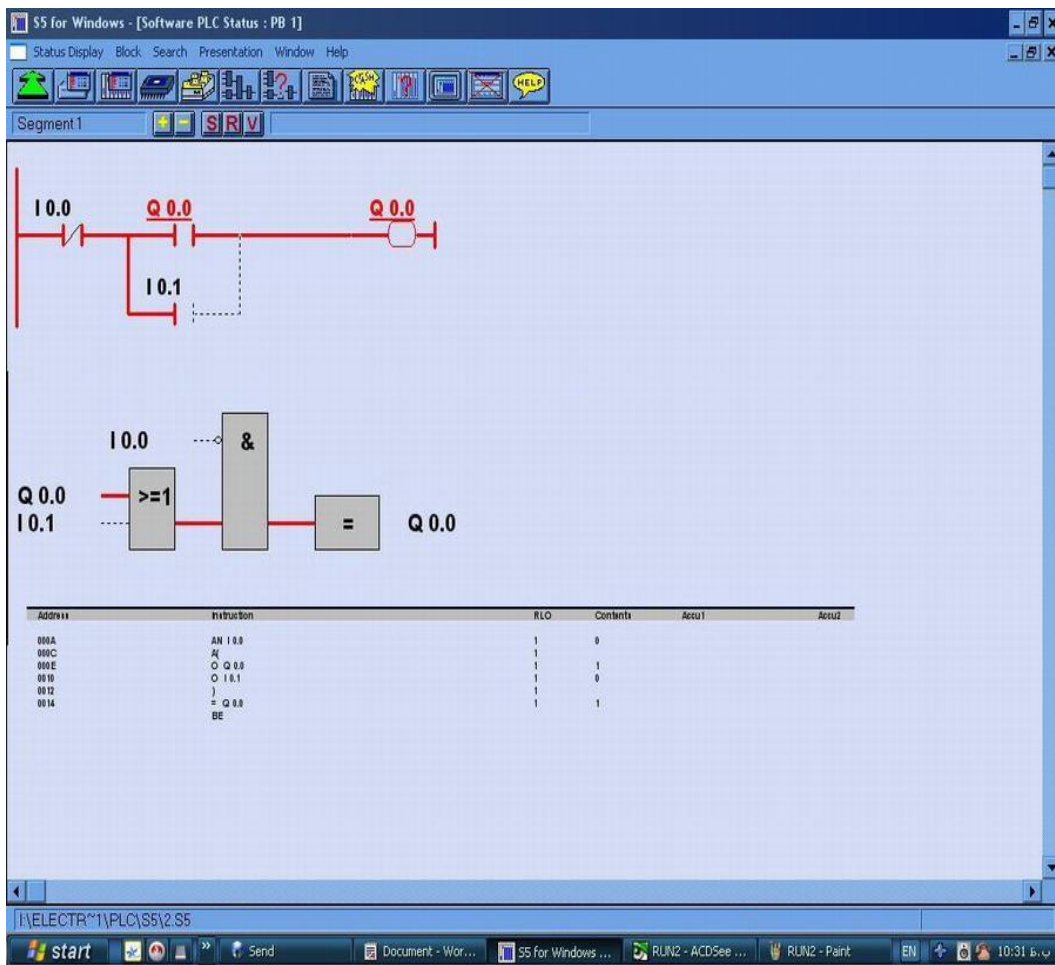 S5 for Windows - [Software PLC Status : PB 1]
Status Display Block Search Presentation Window Help
HELP
Segment 1 + - S R V
I 0.0 Q 0.0 Q 0.0
I 0.1
I 0.0 &
Q 0.0 >=1
I 0.1 = Q 0.0
Address Instruction RLO Contents Accu1 Accu2
000A AN I 0.0 1 0
000C A( 1
000E O Q 0.0 1 1
0010 O I 0.1 1 0
0012 ) 1
0014 = Q 0.0 1 1
BE
I:\ELECTR~1\PLC\S5\2.S5
start » Send Document - Wor... S5 for Windows ... RUN2 - ACDSee ... RUN2 - Paint EN 10:31 ب.ظ